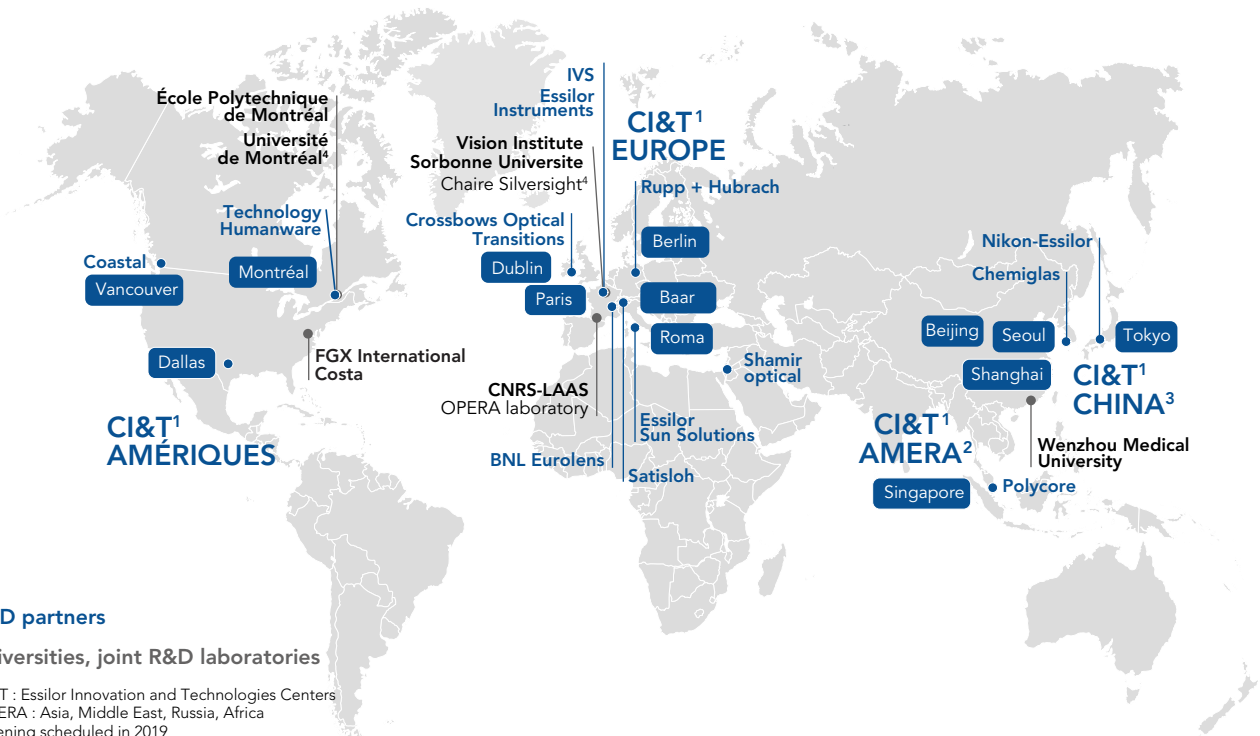 IVS
Essilor
Instruments
École Polytechnique
de Montréal
Université
de Montréal⁴
CI&T¹
EUROPE
Vision Institute
Sorbonne Universite
Chaire Silversight⁴
Rupp + Hubrach
Technology
Humanware
Crossbows Optical
Transitions
Berlin
Nikon-Essilor
Coastal
Vancouver
Montréal
Dublin
Chemiglas
Paris
Baar
Roma
Beijing
Seoul
Tokyo
Dallas
FGX International
Costa
Shamir
optical
Shanghai
CI&T¹
CHINA³
CNRS-LAAS
OPERA laboratory
CI&T¹
AMÉRIQUES
Essilor
Sun Solutions
CI&T¹
AMERA²
Wenzhou Medical
University
BNL Eurolens
Satisloh
Singapore
Polycore
D partners
iversities, joint R&D laboratories
T : Essilor Innovation and Technologies Centers
ERA : Asia, Middle East, Russia, Africa
ening scheduled in 2019